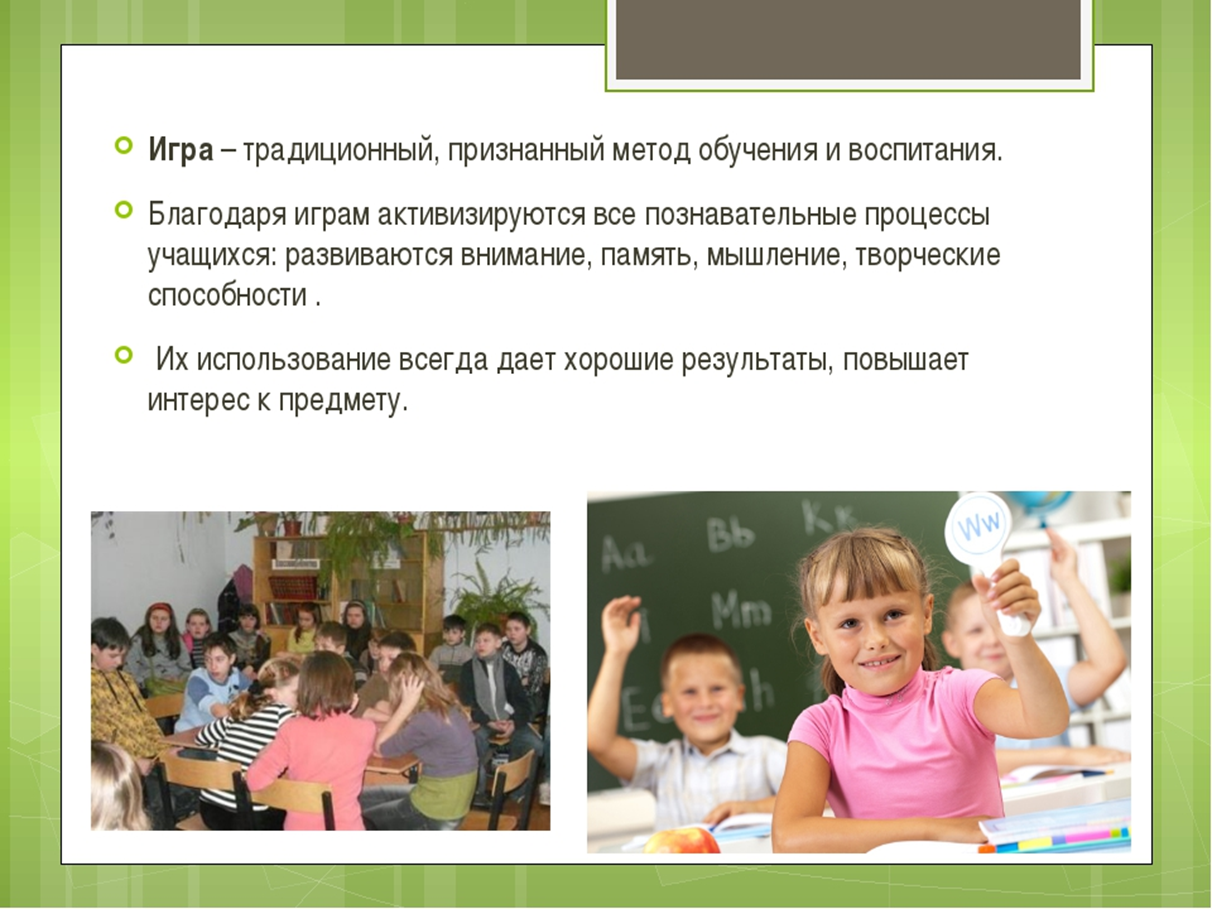 Игра – традиционный, признанный метод обучения и воспитания.
Благодаря играм активизируются все познавательные процессы
учащихся: развиваются внимание, память, мышление, творческие
способности .
Их использование всегда дает хорошие результаты, повышает
интерес к предмету.
Aa Bb Kk
Mm
Ww